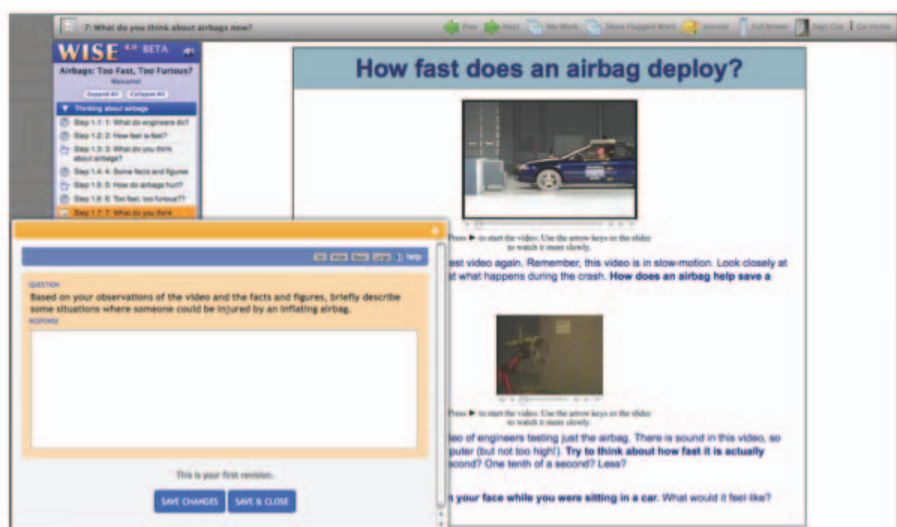 7: What do you think about airbags now?
Prev Next My Work Show Flagged Work Journal Full Screen Sign Out Go Home
WISE 4.0 BETA
Airbags: Too Fast, Too Furious?
Welcome!
Expand All Collapse All
Thinking about airbags
Step 1.1: 1: What do engineers do?
Step 1.2: 2: How fast is fast?
Step 1.3: 3: What do you think
about airbags?
Step 1.4: 4: Some facts and figures
Step 1.5: 5: How do airbags hurt?
Step 1.6: 6: Too fast, too furious??
Step 1.7: 7: What do you think
help
QUESTION
Based on your observations of the video and the facts and figures, briefly describe
some situations where someone could be injured by an inflating airbag.
RESPONSE
This is your first revision.
SAVE CHANGES SAVE & CLOSE
How fast does an airbag deploy?
Press ► to start the video. Use the arrow keys or the slider
to watch it more slowly.
est video again. Remember, this video is in slow-motion. Look closely at
at what happens during the crash. How does an airbag help save a
Press ► to start the video. Use the arrow keys or the slider
to watch it more slowly.
eo of engineers testing just the airbag. There is sound in this video, so
puter (but not too high!). Try to think about how fast it is actually
econd? One tenth of a second? Less?
n your face while you were sitting in a car. What would it feel like?